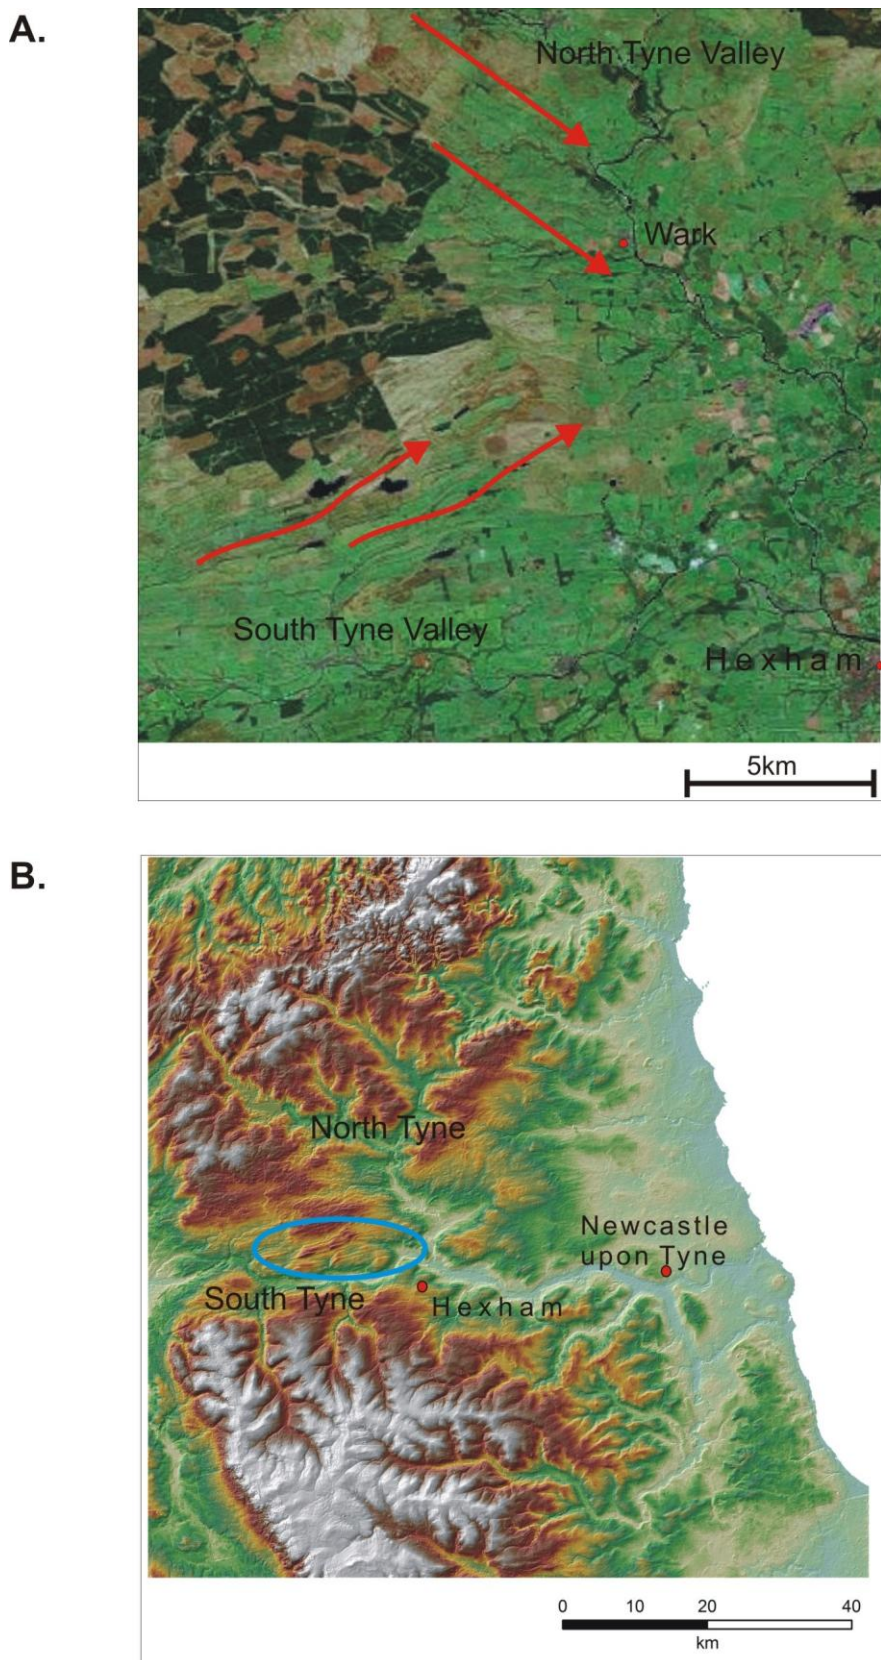 A.
North Tyne Valley
Wark
South Tyne Valley
Hexham
5km
B.
North Tyne
Newcastle
upon Tyne
South Tyne
Hexham
0 10 20 40
km